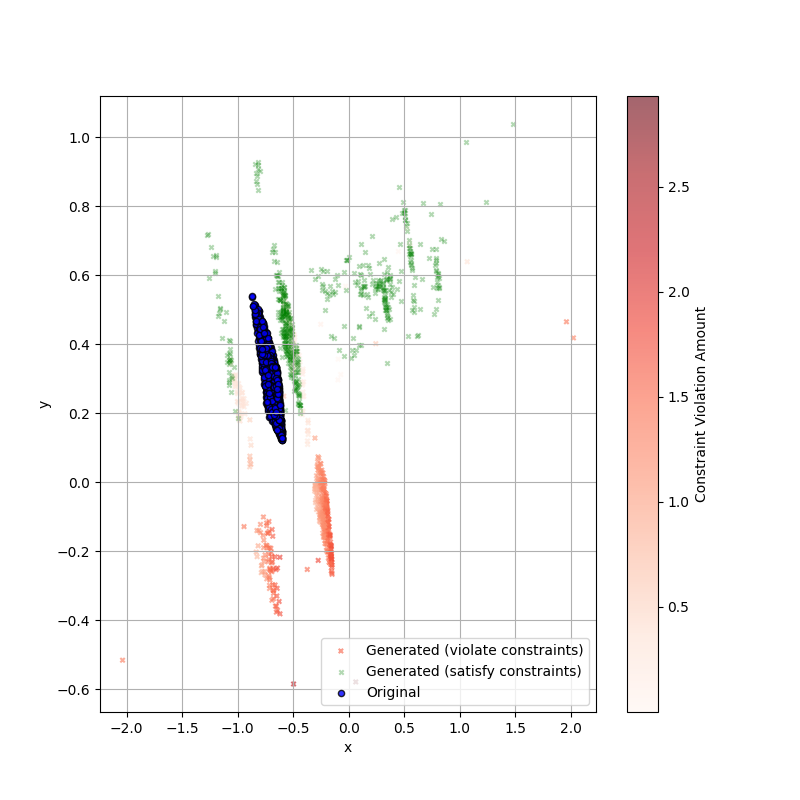 1.0
0.8
0.6
0.4
0.2
0.0
−0.2
−0.4
−0.6
y
−2.0 −1.5 −1.0 −0.5 0.0 0.5 1.0 1.5 2.0
x
Generated (violate constraints)
Generated (satisfy constraints)
Original
2.5
2.0
1.5
1.0
0.5
Constraint Violation Amount